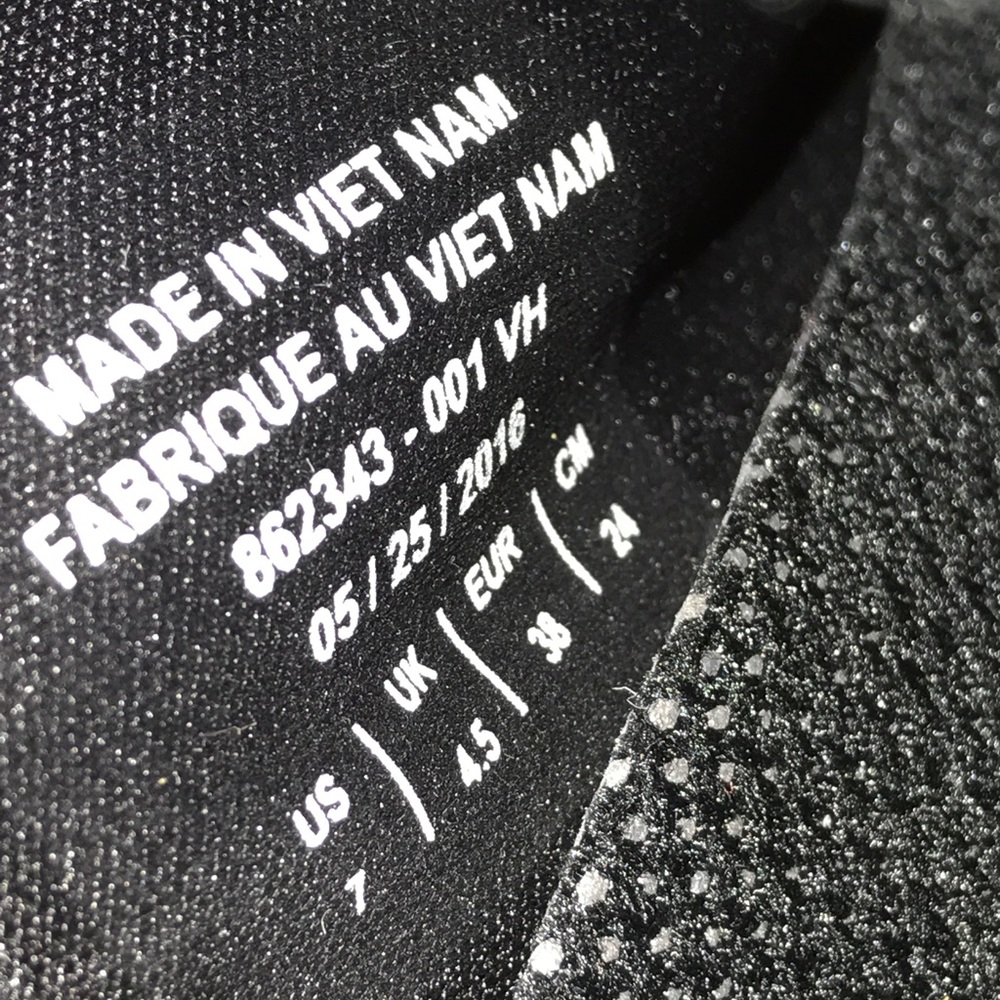 MADE IN VIET NAM
FABRIQUE AU VIET NAM
862343 - 001 VH
05 / 25 / 2016
US | UK | EUR | CM
7 4.5 38 24